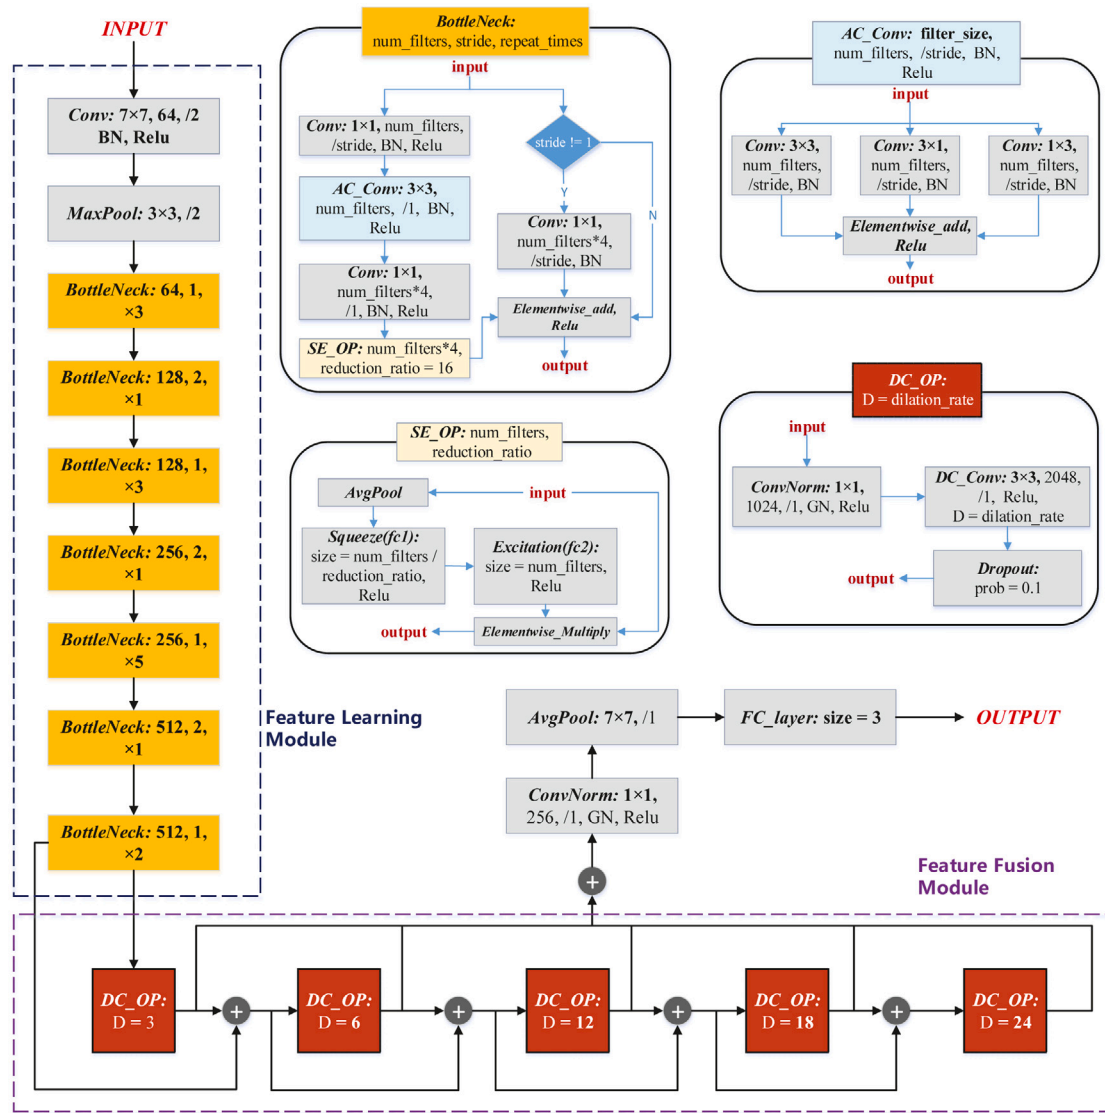 INPUT
Conv: 7×7, 64, /2
BN, Relu
MaxPool: 3×3, /2
BottleNeck: 64, 1,
×3
BottleNeck: 128, 2,
×1
BottleNeck: 128, 1,
×3
BottleNeck: 256, 2,
×1
BottleNeck: 256, 1,
×5
BottleNeck: 512, 2,
×1
BottleNeck: 512, 1,
×2
Feature Learning
Module
BottleNeck:
num_filters, stride, repeat_times
input
Conv: 1×1, num_filters,
/stride, BN, Relu
stride != 1
AC_Conv: 3×3,
num_filters, /1, BN,
Relu
Y
N
Conv: 1×1,
num_filters*4,
/stride, BN
Conv: 1×1,
num_filters*4,
/1, BN, Relu
Elementwise_add,
Relu
SE_OP: num_filters*4,
reduction_ratio = 16
output
AC_Conv: filter_size,
num_filters, /stride, BN,
Relu
input
Conv: 3×3,
num_filters,
/stride, BN
Conv: 3×1,
num_filters,
/stride, BN
Conv: 1×3,
num_filters,
/stride, BN
Elementwise_add,
Relu
output
SE_OP: num_filters,
reduction_ratio
AvgPool
input
Squeeze(fc1):
size = num_filters /
reduction_ratio,
Relu
Excitation(fc2):
size = num_filters,
Relu
output
Elementwise_Multiply
DC_OP:
D = dilation_rate
input
ConvNorm: 1×1,
1024, /1, GN, Relu
DC_Conv: 3×3, 2048,
/1, Relu,
D = dilation_rate
output
Dropout:
prob = 0.1
AvgPool: 7×7, /1
FC_layer: size = 3
OUTPUT
ConvNorm: 1×1,
256, /1, GN, Relu
+
Feature Fusion
Module
DC_OP:
D = 3
+
DC_OP:
D = 6
+
DC_OP:
D = 12
+
DC_OP:
D = 18
+
DC_OP:
D = 24